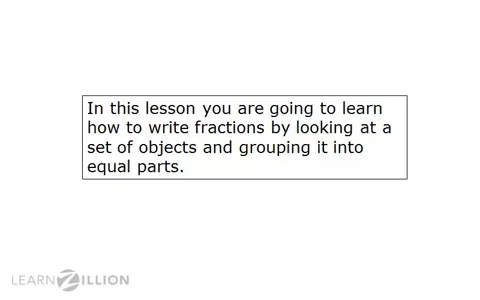 In this lesson you are going to learn
how to write fractions by looking at a
set of objects and grouping it into
equal parts.
LEARNZILLION